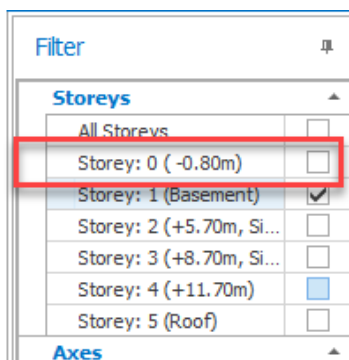 Filter
Storeys
All Storeys
Storey: 0 ( -0.80m)
Storey: 1 (Basement)
Storey: 2 (+5.70m, Si...
Storey: 3 (+8.70m, Si...
Storey: 4 (+11.70m)
Storey: 5 (Roof)
Axes